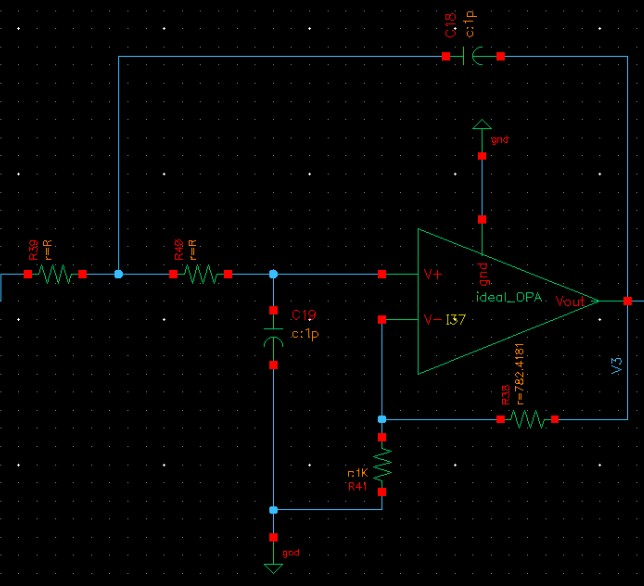 C18
c:1p
gnd
R39
r=R
R40
r=R
V+
gnd
ideal_OPA
Vout
C19
c:1p
V-
I37
V3
R38
r=782.4181
r:1K
R41
gnd